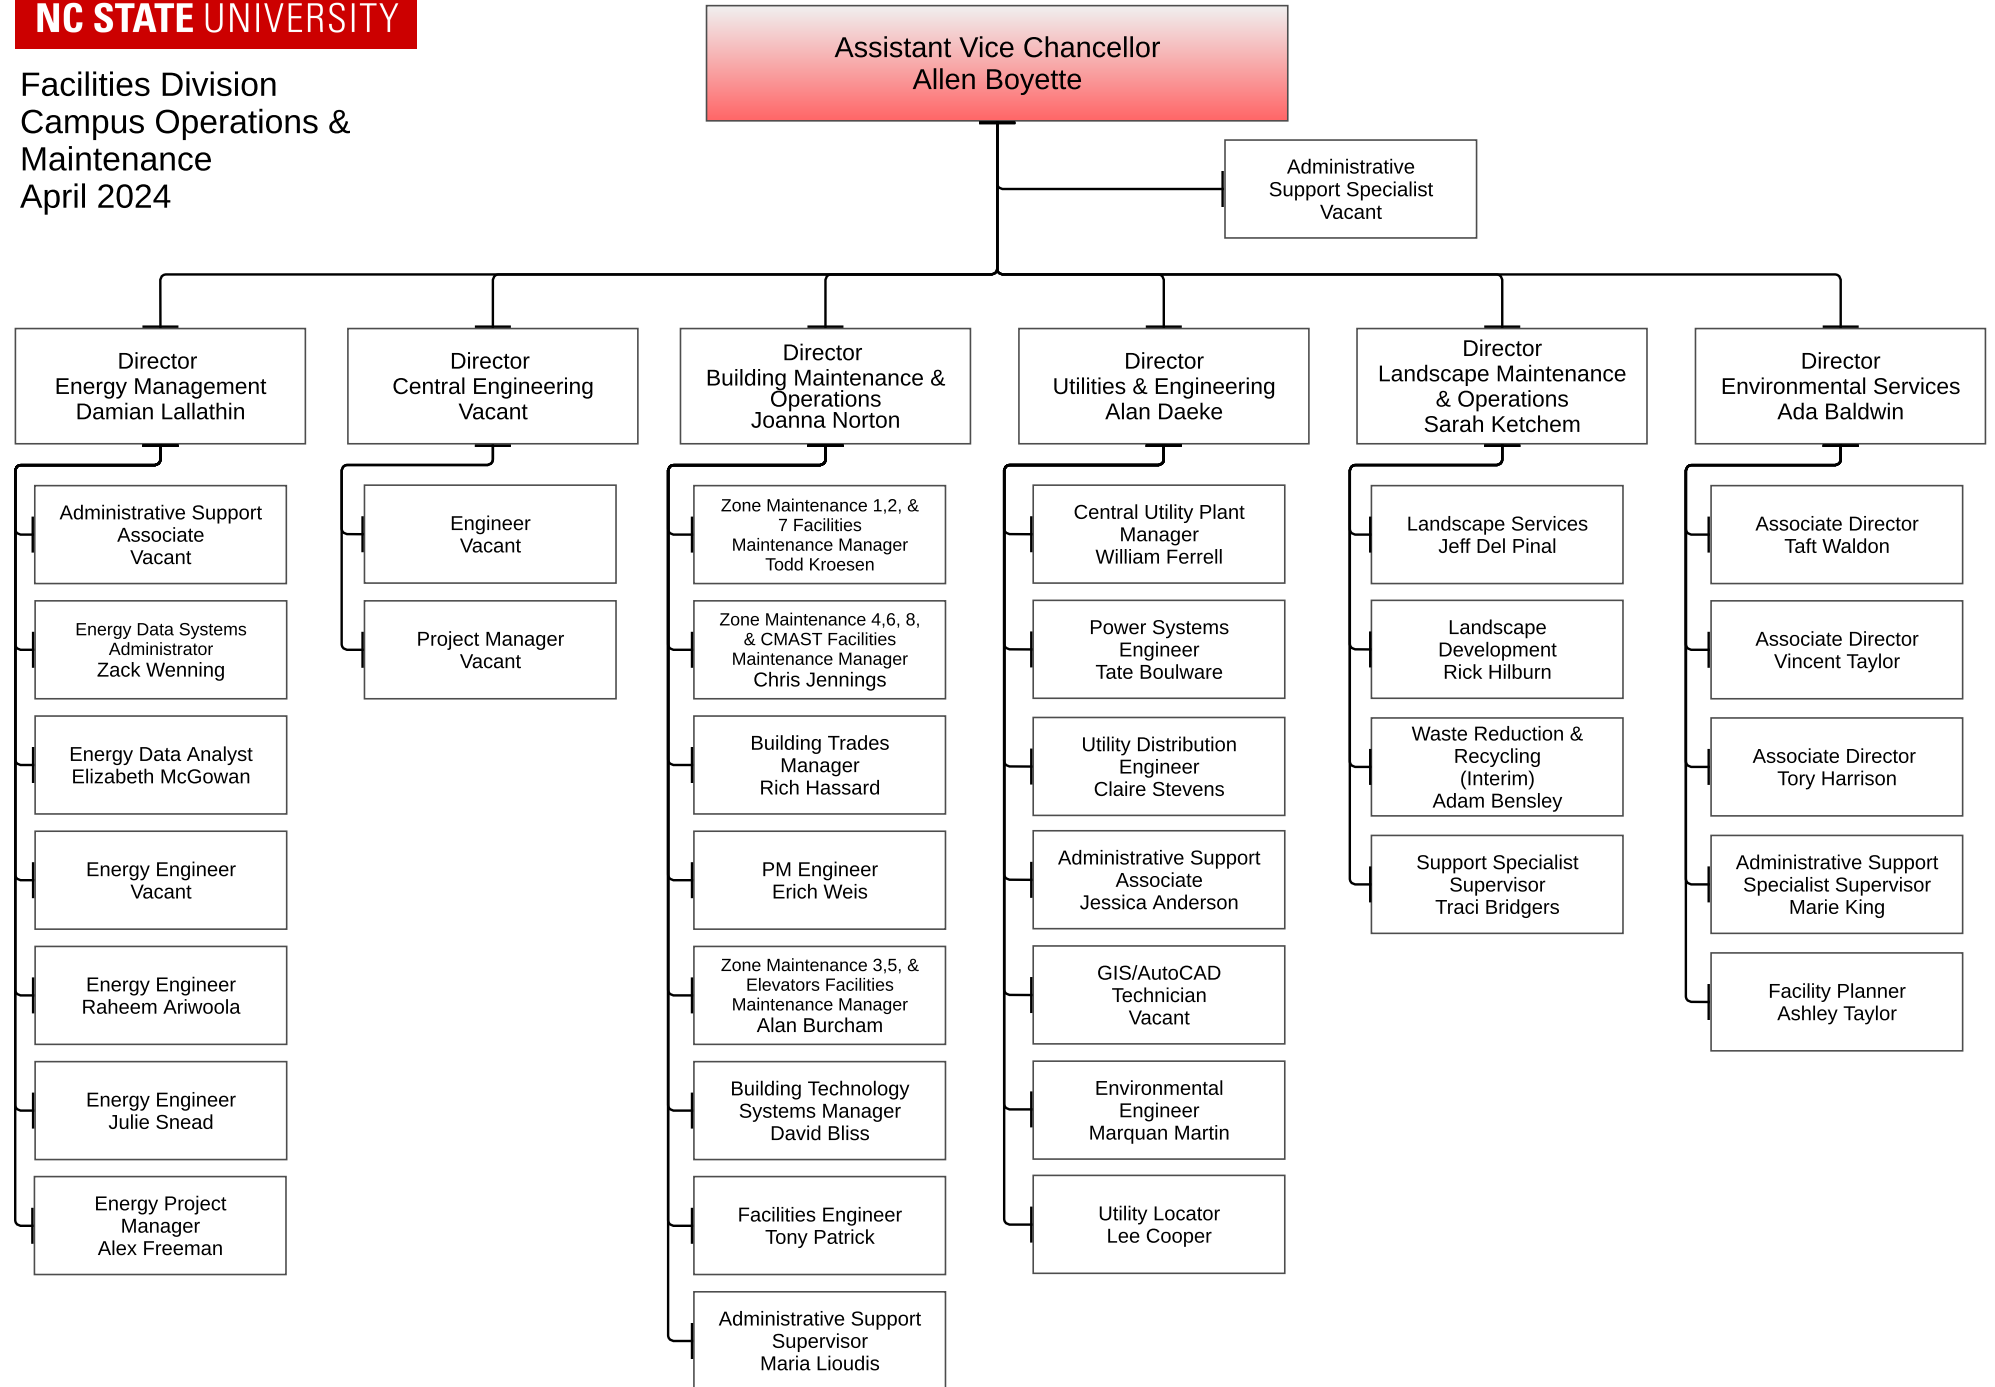 NC STATE UNIVERSITY
Facilities Division
Campus Operations &
Maintenance
April 2024
Assistant Vice Chancellor
Allen Boyette
Administrative
Support Specialist
Vacant
Director
Energy Management
Damian Lallathin
Administrative Support
Associate
Vacant
Energy Data Systems
Administrator
Zack Wenning
Energy Data Analyst
Elizabeth McGowan
Energy Engineer
Vacant
Energy Engineer
Raheem Ariwoola
Energy Engineer
Julie Snead
Energy Project
Manager
Alex Freeman
Director
Central Engineering
Vacant
Engineer
Vacant
Project Manager
Vacant
Director
Building Maintenance &
Operations
Joanna Norton
Zone Maintenance 1,2, &
7 Facilities
Maintenance Manager
Todd Kroesen
Zone Maintenance 4,6, 8,
& CMAST Facilities
Maintenance Manager
Chris Jennings
Building Trades
Manager
Rich Hassard
PM Engineer
Erich Weis
Zone Maintenance 3,5, &
Elevators Facilities
Maintenance Manager
Alan Burcham
Building Technology
Systems Manager
David Bliss
Facilities Engineer
Tony Patrick
Administrative Support
Supervisor
Maria Lioudis
Director
Utilities & Engineering
Alan Daeke
Central Utility Plant
Manager
William Ferrell
Power Systems
Engineer
Tate Boulware
Utility Distribution
Engineer
Claire Stevens
Administrative Support
Associate
Jessica Anderson
GIS/AutoCAD
Technician
Vacant
Environmental
Engineer
Marquan Martin
Utility Locator
Lee Cooper
Director
Landscape Maintenance
& Operations
Sarah Ketchem
Landscape Services
Jeff Del Pinal
Landscape
Development
Rick Hilburn
Waste Reduction &
Recycling
(Interim)
Adam Bensley
Support Specialist
Supervisor
Traci Bridgers
Director
Environmental Services
Ada Baldwin
Associate Director
Taft Waldon
Associate Director
Vincent Taylor
Associate Director
Tory Harrison
Administrative Support
Specialist Supervisor
Marie King
Facility Planner
Ashley Taylor